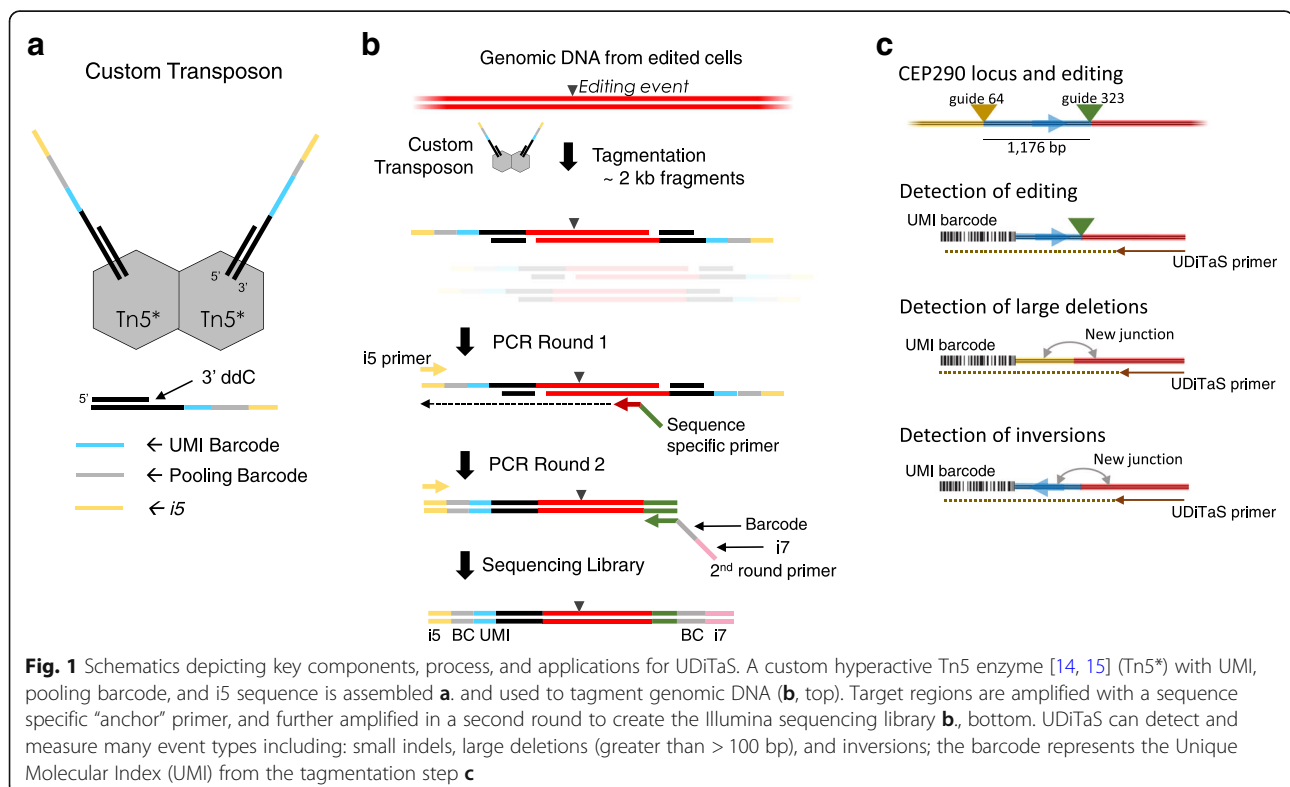 a
Custom Transposon
5'
3'
Tn5*
Tn5*
3' ddC
5'
← UMI Barcode
← Pooling Barcode
← i5
b
Genomic DNA from edited cells
Editing event
Custom
Transposon
Tagmentation
~ 2 kb fragments
PCR Round 1
i5 primer
Sequence
specific primer
PCR Round 2
Barcode
i7
2nd round primer
Sequencing Library
i5 BC UMI BC i7
c
CEP290 locus and editing
guide 64 guide 323
1,176 bp
Detection of editing
UMI barcode
UDiTaS primer
Detection of large deletions
New junction
UMI barcode
UDiTaS primer
Detection of inversions
New junction
UMI barcode
UDiTaS primer
Fig. 1 Schematics depicting key components, process, and applications for UDiTaS. A custom hyperactive Tn5 enzyme [14, 15] (Tn5*) with UMI,
pooling barcode, and i5 sequence is assembled a. and used to tagment genomic DNA (b, top). Target regions are amplified with a sequence
specific “anchor” primer, and further amplified in a second round to create the Illumina sequencing library b., bottom. UDiTaS can detect and
measure many event types including: small indels, large deletions (greater than > 100 bp), and inversions; the barcode represents the Unique
Molecular Index (UMI) from the tagmentation step c